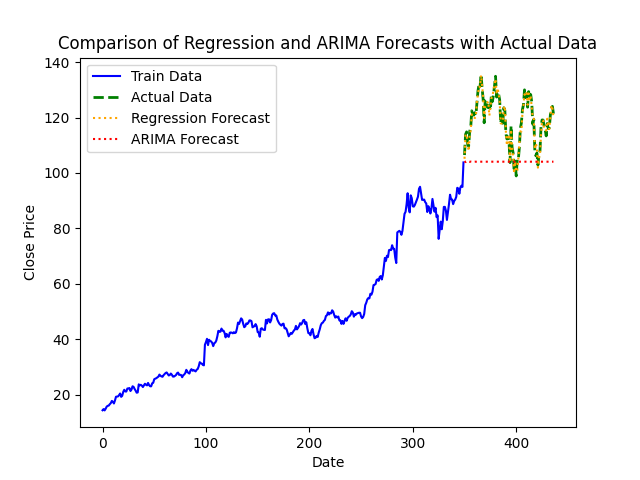 Comparison of Regression and ARIMA Forecasts with Actual Data
Train Data
Actual Data
Regression Forecast
ARIMA Forecast
140
120
100
80
60
40
20
Close Price
0 100 200 300 400
Date